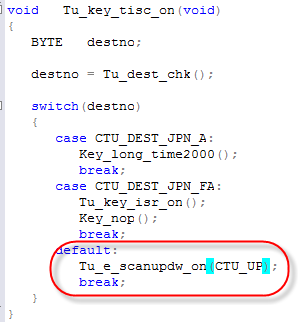 void Tu_key_tisc_on(void)
{
BYTE destno;
destno = Tu_dest_chk();
switch(destno)
{
case CTU_DEST_JPN_A:
Key_long_time2000();
break;
case CTU_DEST_JPN_FA:
Tu_key_isr_on();
Key_nop();
break;
default:
Tu_e_scanupdw_on(CTU_UP);
break;
}
}